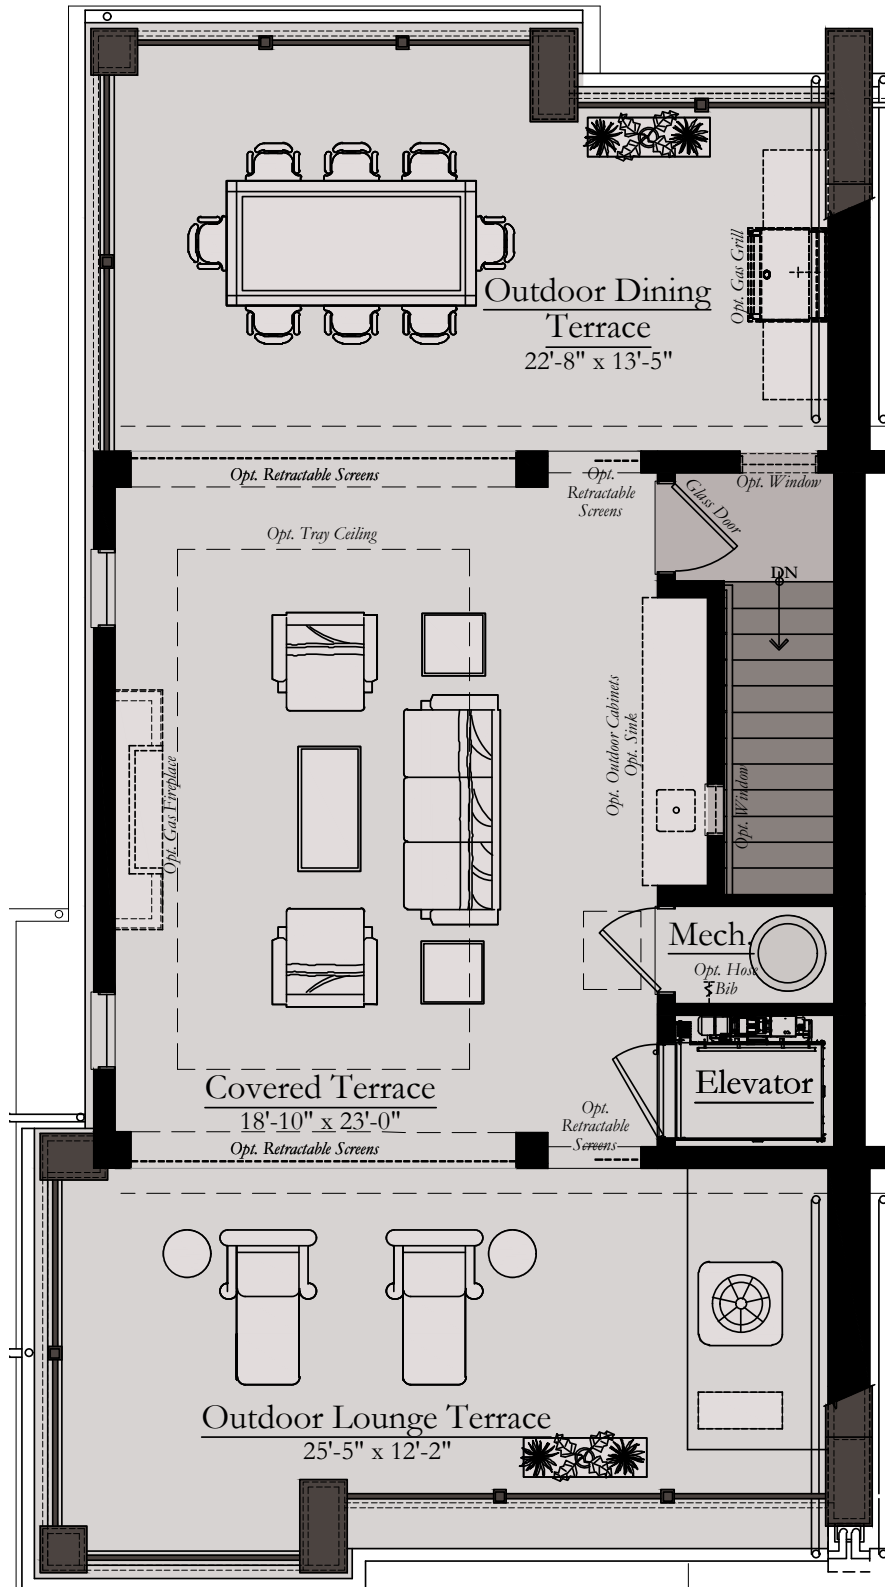 Opt. Gas Grill
Outdoor Dining
Terrace
22'-8" x 13'-5"
Opt. Retractable Screens
Opt.
Retractable
Screens
Glass Door
Opt. Window
Opt. Tray Ceiling
DN
Opt. Outdoor Cabinets
Opt. Sink
Opt. Window
Opt. Gas Fireplace
Mech.
Opt. Hose
Bib
Elevator
Covered Terrace
18'-10" x 23'-0"
Opt.
Retractable
Screens
Opt. Retractable Screens
Outdoor Lounge Terrace
25'-5" x 12'-2"